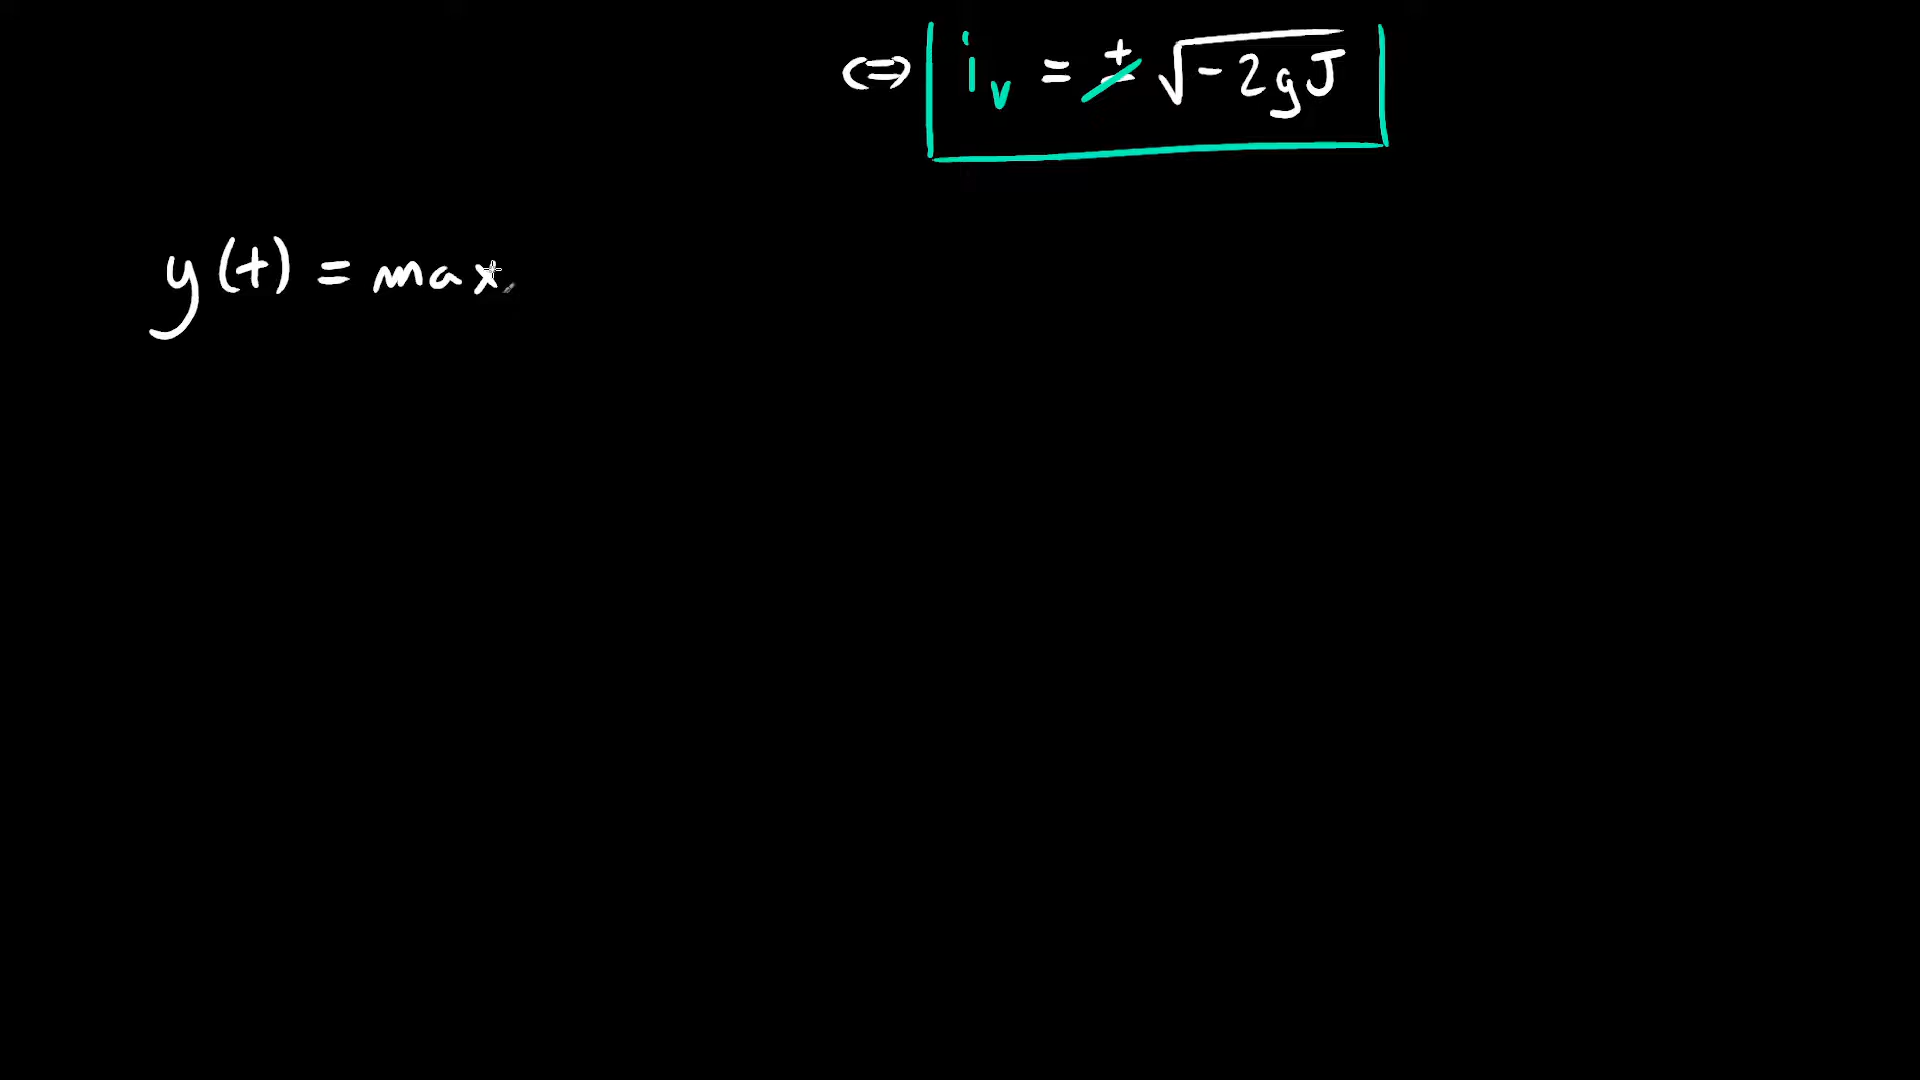 ⇔ i_v = ± √-2gJ
y(t) = max